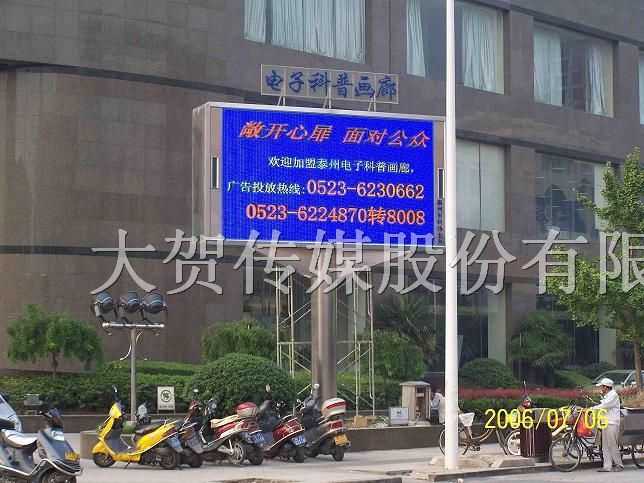 电子科普画廊
敞开心扉 面对公众
欢迎加盟泰州电子科普画廊,
广告投放热线:0523-6230662
0523-6224870转8008
大贺传媒股份有限
2006/07/06